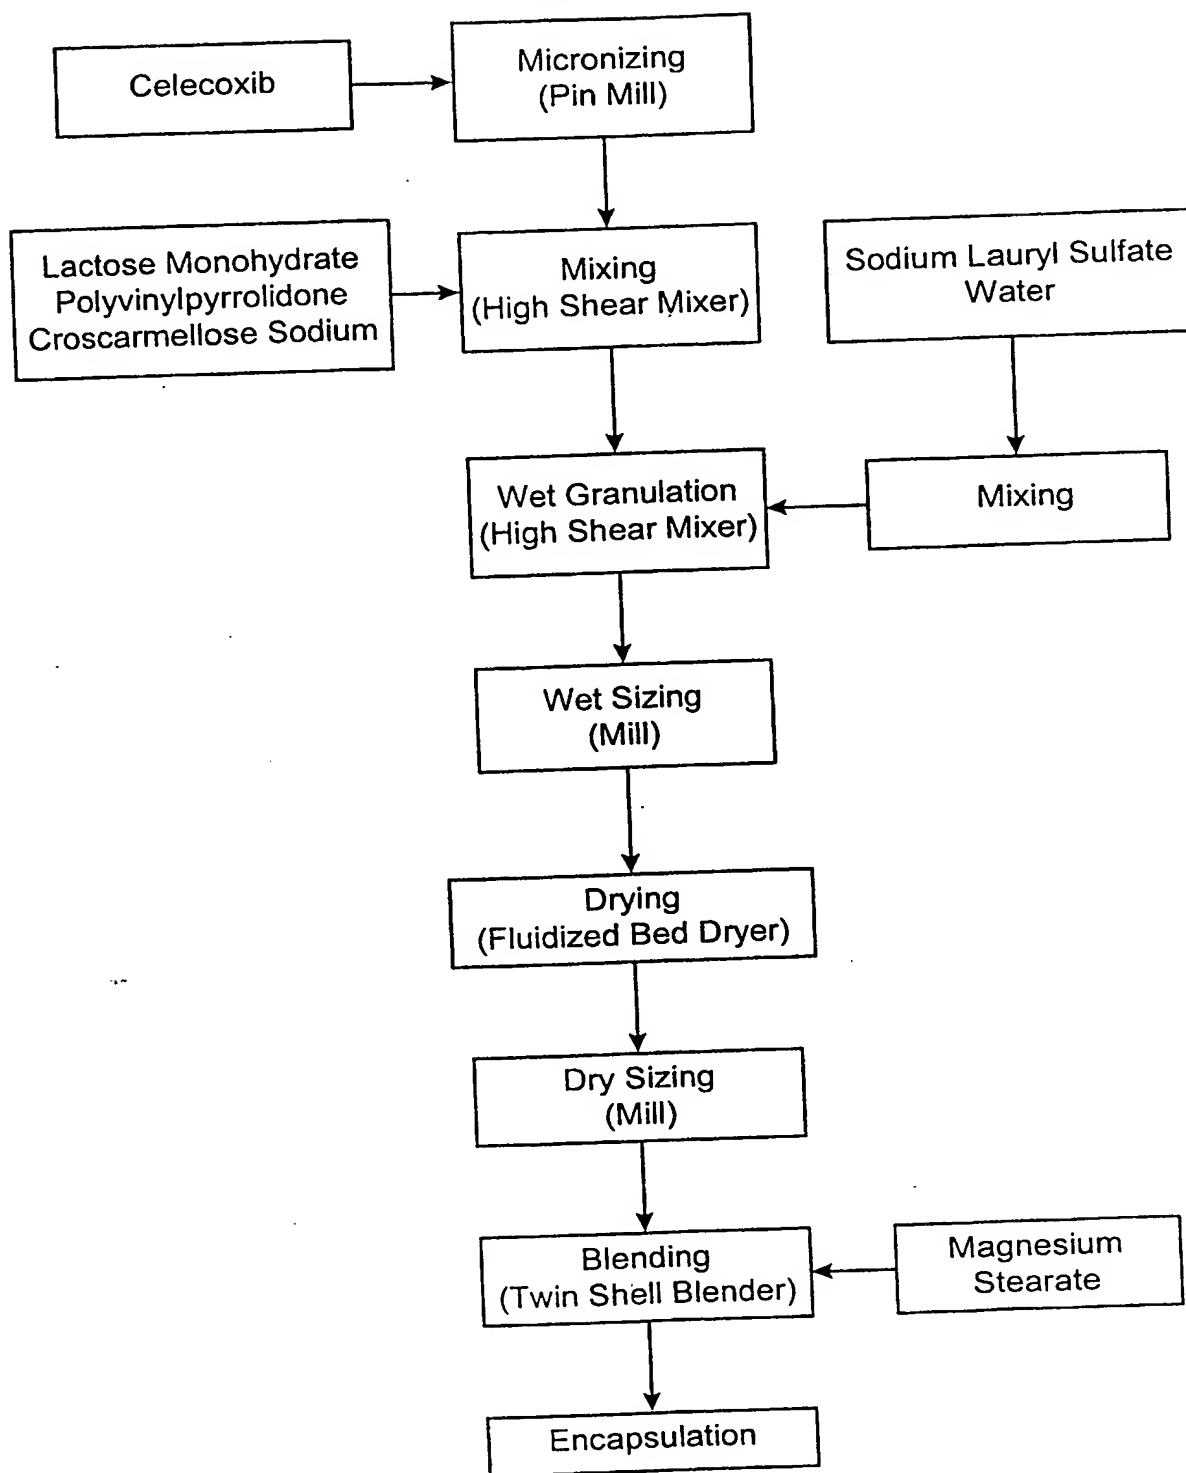 Celecoxib
Micronizing
(Pin Mill)
Lactose Monohydrate
Polyvinylpyrrolidone
Croscarmellose Sodium
Mixing
(High Shear Mixer)
Sodium Lauryl Sulfate
Water
Wet Granulation
(High Shear Mixer)
Mixing
Wet Sizing
(Mill)
Drying
(Fluidized Bed Dryer)
Dry Sizing
(Mill)
Blending
(Twin Shell Blender)
Magnesium
Stearate
Encapsulation